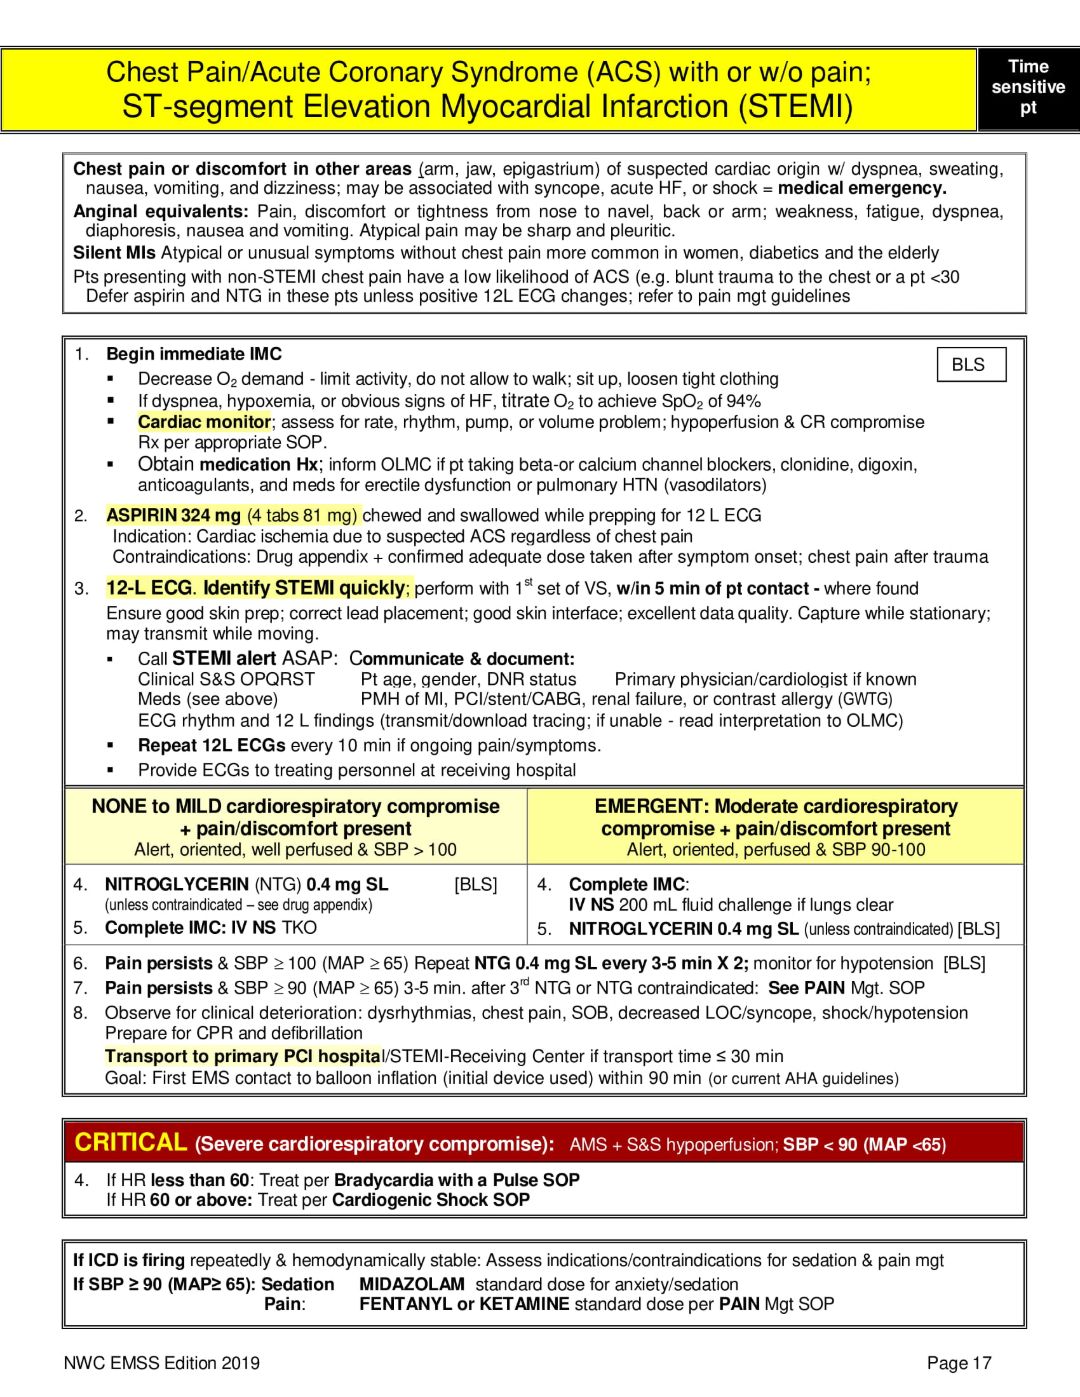 Chest Pain/Acute Coronary Syndrome (ACS) with or w/o pain;
ST-segment Elevation Myocardial Infarction (STEMI)
Time
sensitive
pt
Chest pain or discomfort in other areas (arm, jaw, epigastrium) of suspected cardiac origin w/ dyspnea, sweating,
nausea, vomiting, and dizziness; may be associated with syncope, acute HF, or shock = medical emergency.
Anginal equivalents: Pain, discomfort or tightness from nose to navel, back or arm; weakness, fatigue, dyspnea,
diaphoresis, nausea and vomiting. Atypical pain may be sharp and pleuritic.
Silent MIs Atypical or unusual symptoms without chest pain more common in women, diabetics and the elderly
Pts presenting with non-STEMI chest pain have a low likelihood of ACS (e.g. blunt trauma to the chest or a pt <30
Defer aspirin and NTG in these pts unless positive 12L ECG changes; refer to pain mgt guidelines
1. Begin immediate IMC
BLS
▪ Decrease O₂ demand - limit activity, do not allow to walk; sit up, loosen tight clothing
▪ If dyspnea, hypoxemia, or obvious signs of HF, titrate O₂ to achieve SpO₂ of 94%
▪ Cardiac monitor; assess for rate, rhythm, pump, or volume problem; hypoperfusion & CR compromise
Rx per appropriate SOP.
▪ Obtain medication Hx; inform OLMC if pt taking beta-or calcium channel blockers, clonidine, digoxin,
anticoagulants, and meds for erectile dysfunction or pulmonary HTN (vasodilators)
2. ASPIRIN 324 mg (4 tabs 81 mg) chewed and swallowed while prepping for 12 L ECG
Indication: Cardiac ischemia due to suspected ACS regardless of chest pain
Contraindications: Drug appendix + confirmed adequate dose taken after symptom onset; chest pain after trauma
3. 12-L ECG. Identify STEMI quickly; perform with 1st set of VS, w/in 5 min of pt contact - where found
Ensure good skin prep; correct lead placement; good skin interface; excellent data quality. Capture while stationary;
may transmit while moving.
▪ Call STEMI alert ASAP: Communicate & document:
Clinical S&S OPQRST Pt age, gender, DNR status Primary physician/cardiologist if known
Meds (see above) PMH of MI, PCI/stent/CABG, renal failure, or contrast allergy (GWTG)
ECG rhythm and 12 L findings (transmit/download tracing; if unable - read interpretation to OLMC)
▪ Repeat 12L ECGs every 10 min if ongoing pain/symptoms.
▪ Provide ECGs to treating personnel at receiving hospital
NONE to MILD cardiorespiratory compromise
+ pain/discomfort present
Alert, oriented, well perfused & SBP > 100
EMERGENT: Moderate cardiorespiratory
compromise + pain/discomfort present
Alert, oriented, perfused & SBP 90-100
4. NITROGLYCERIN (NTG) 0.4 mg SL [BLS]
(unless contraindicated – see drug appendix)
5. Complete IMC: IV NS TKO
4. Complete IMC:
IV NS 200 mL fluid challenge if lungs clear
5. NITROGLYCERIN 0.4 mg SL (unless contraindicated) [BLS]
6. Pain persists & SBP ≥ 100 (MAP ≥ 65) Repeat NTG 0.4 mg SL every 3-5 min X 2; monitor for hypotension [BLS]
7. Pain persists & SBP ≥ 90 (MAP ≥ 65) 3-5 min. after 3rd NTG or NTG contraindicated: See PAIN Mgt. SOP
8. Observe for clinical deterioration: dysrhythmias, chest pain, SOB, decreased LOC/syncope, shock/hypotension
Prepare for CPR and defibrillation
Transport to primary PCI hospital/STEMI-Receiving Center if transport time ≤ 30 min
Goal: First EMS contact to balloon inflation (initial device used) within 90 min (or current AHA guidelines)
CRITICAL (Severe cardiorespiratory compromise): AMS + S&S hypoperfusion; SBP < 90 (MAP <65)
4. If HR less than 60: Treat per Bradycardia with a Pulse SOP
If HR 60 or above: Treat per Cardiogenic Shock SOP
If ICD is firing repeatedly & hemodynamically stable: Assess indications/contraindications for sedation & pain mgt
If SBP ≥ 90 (MAP≥ 65): Sedation MIDAZOLAM standard dose for anxiety/sedation
Pain: FENTANYL or KETAMINE standard dose per PAIN Mgt SOP
NWC EMSS Edition 2019
Page 17